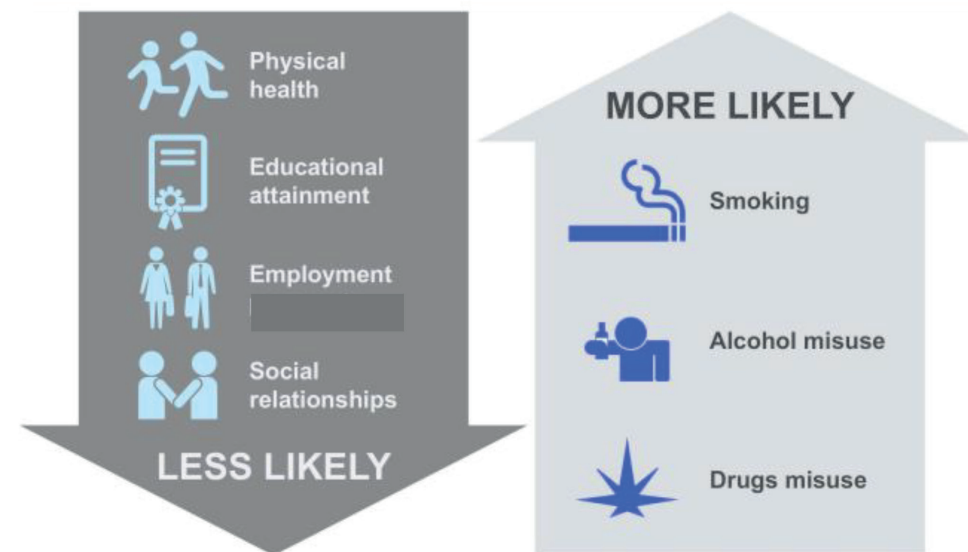 Physical
health
Educational
attainment
Employment
Social
relationships
LESS LIKELY
MORE LIKELY
Smoking
Alcohol misuse
Drugs misuse